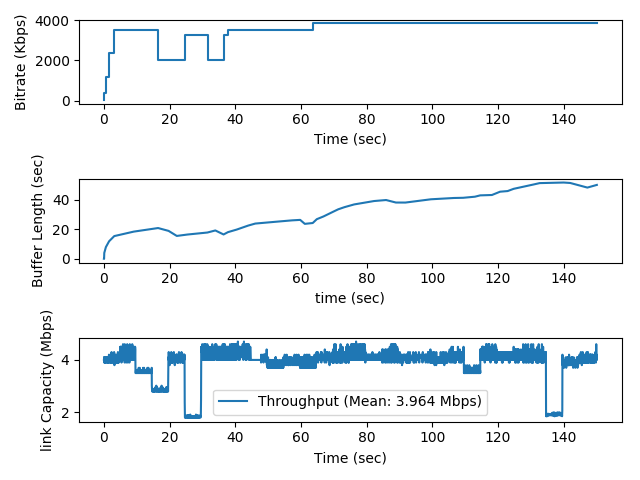 Bitrate (Kbps)
4000
2000
0
0 20 40 60 80 100 120 140
Time (sec)
Buffer Length (sec)
40
20
0
0 20 40 60 80 100 120 140
time (sec)
link Capacity (Mbps)
4
2
Throughput (Mean: 3.964 Mbps)
0 20 40 60 80 100 120 140
Time (sec)